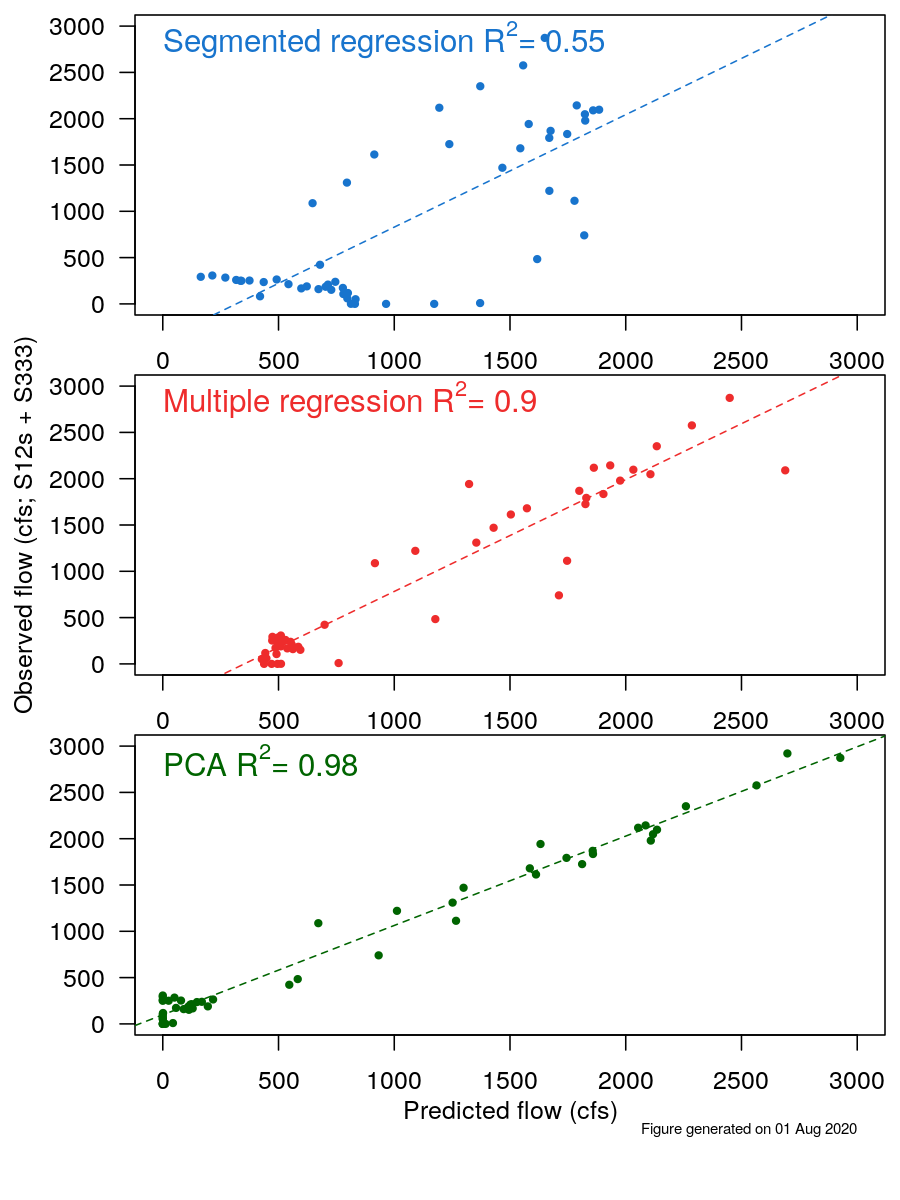 Segmented regression R2= 0.55
3000
2500
2000
1500
1000
500
0
0 500 1000 1500 2000 2500 3000
Multiple regression R2= 0.9
3000
2500
2000
1500
1000
500
0
0 500 1000 1500 2000 2500 3000
PCA R2= 0.98
3000
2500
2000
1500
1000
500
0
0 500 1000 1500 2000 2500 3000
Observed flow (cfs; S12s + S333)
Predicted flow (cfs)
Figure generated on 01 Aug 2020